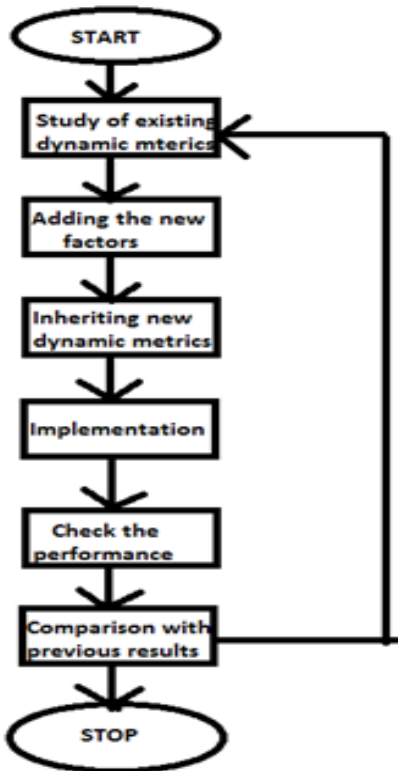 START
Study of existing
dynamic mterics
Adding the new
factors
Inheriting new
dynamic metrics
Implementation
Check the
performance
Comparison with
previous results
STOP